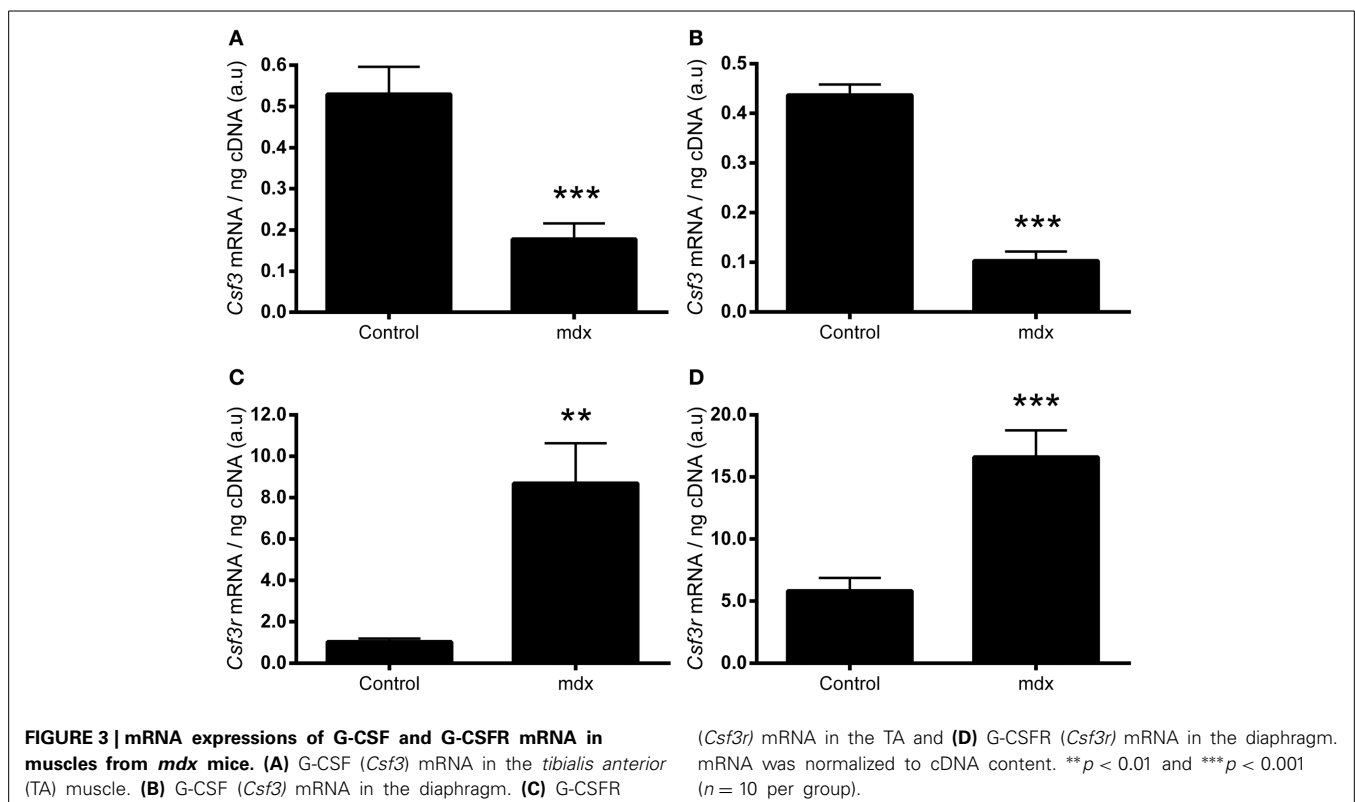 A
Csf3 mRNA / ng cDNA (a.u)
0.6
0.5
0.4
0.3
0.2
0.1
0.0
***
Control
mdx
B
Csf3 mRNA / ng cDNA (a.u)
0.5
0.4
0.3
0.2
0.1
0.0
***
Control
mdx
C
Csf3r mRNA / ng cDNA (a.u)
12.0
10.0
8.0
6.0
4.0
2.0
0.0
**
Control
mdx
D
Csf3r mRNA / ng cDNA (a.u)
20.0
15.0
10.0
5.0
0.0
***
Control
mdx
FIGURE 3 | mRNA expressions of G-CSF and G-CSFR mRNA in
muscles from mdx mice. (A) G-CSF (Csf3) mRNA in the tibialis anterior
(TA) muscle. (B) G-CSF (Csf3) mRNA in the diaphragm. (C) G-CSFR
(Csf3r) mRNA in the TA and (D) G-CSFR (Csf3r) mRNA in the diaphragm.
mRNA was normalized to cDNA content. **p < 0.01 and ***p < 0.001
(n = 10 per group).